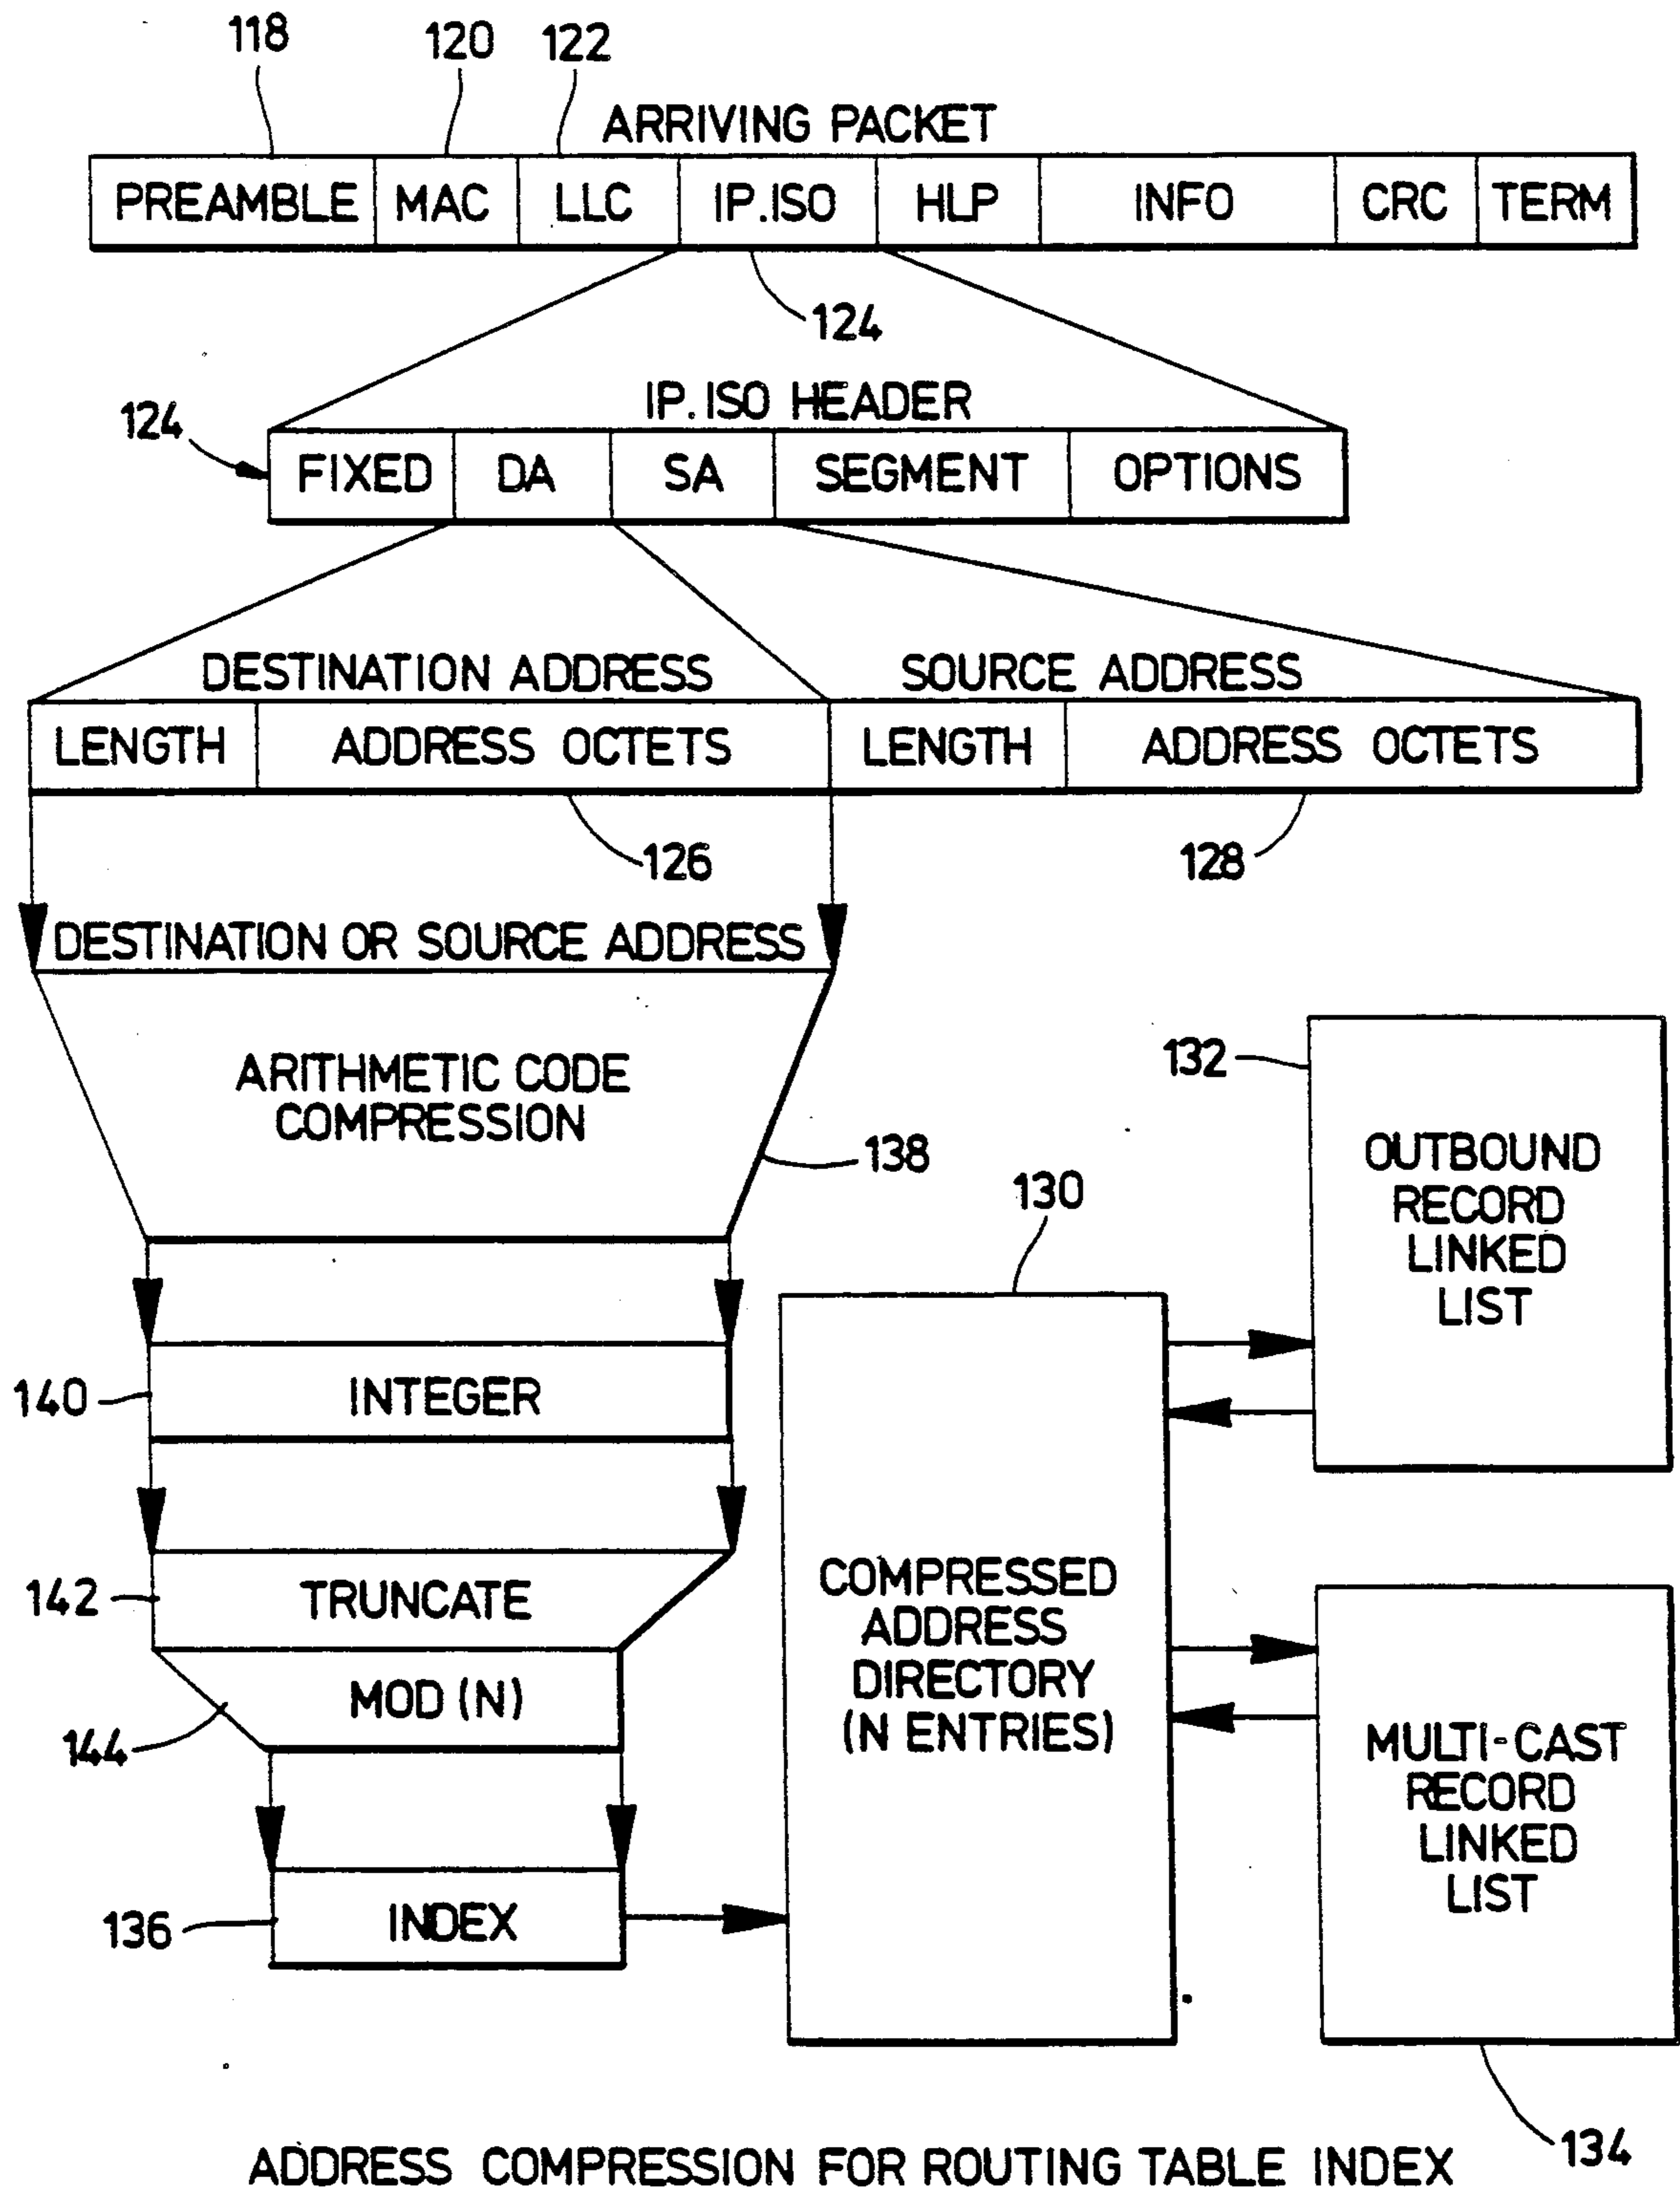 118 120 122
ARRIVING PACKET
PREAMBLE MAC LLC IP.ISO HLP INFO CRC TERM
124
IP.ISO HEADER
124
FIXED DA SA SEGMENT OPTIONS
DESTINATION ADDRESS SOURCE ADDRESS
LENGTH ADDRESS OCTETS LENGTH ADDRESS OCTETS
126 128
DESTINATION OR SOURCE ADDRESS
ARITHMETIC CODE
COMPRESSION
138
140
INTEGER
142
TRUNCATE
MOD (N)
144
136
INDEX
130
COMPRESSED
ADDRESS
DIRECTORY
(N ENTRIES)
132
OUTBOUND
RECORD
LINKED
LIST
MULTI-CAST
RECORD
LINKED
LIST
134
ADDRESS COMPRESSION FOR ROUTING TABLE INDEX